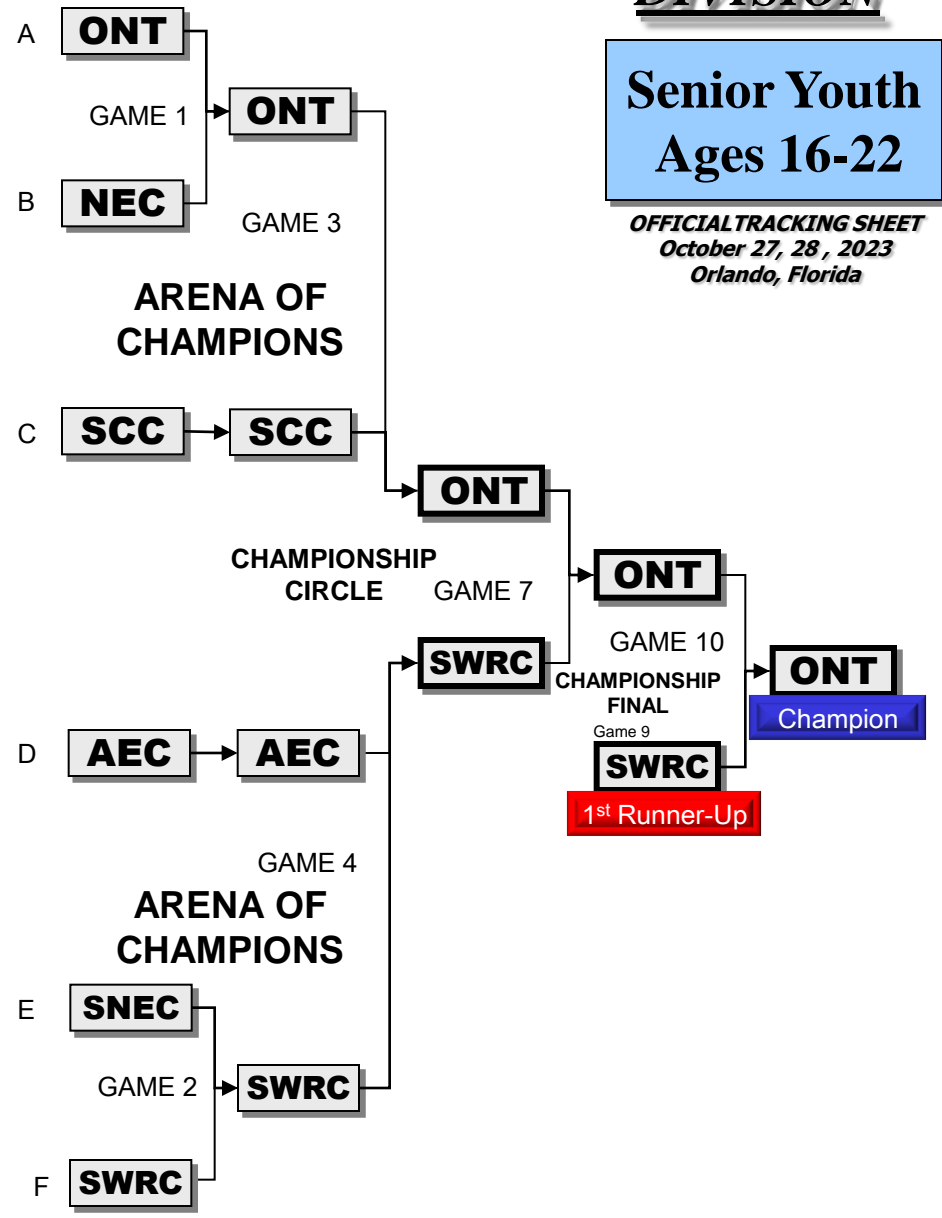 DIVISION
Senior Youth
Ages 16-22
OFFICIALTRACKING SHEET
October 27, 28 , 2023
Orlando, Florida
A
ONT
GAME 1
ONT
B
NEC
GAME 3
ARENA OF
CHAMPIONS
C
SCC
SCC
ONT
CHAMPIONSHIP
CIRCLE
GAME 7
ONT
SWRC
GAME 10
CHAMPIONSHIP
FINAL
Game 9
ONT
Champion
D
AEC
AEC
SWRC
1st Runner-Up
GAME 4
ARENA OF
CHAMPIONS
E
SNEC
GAME 2
SWRC
F
SWRC